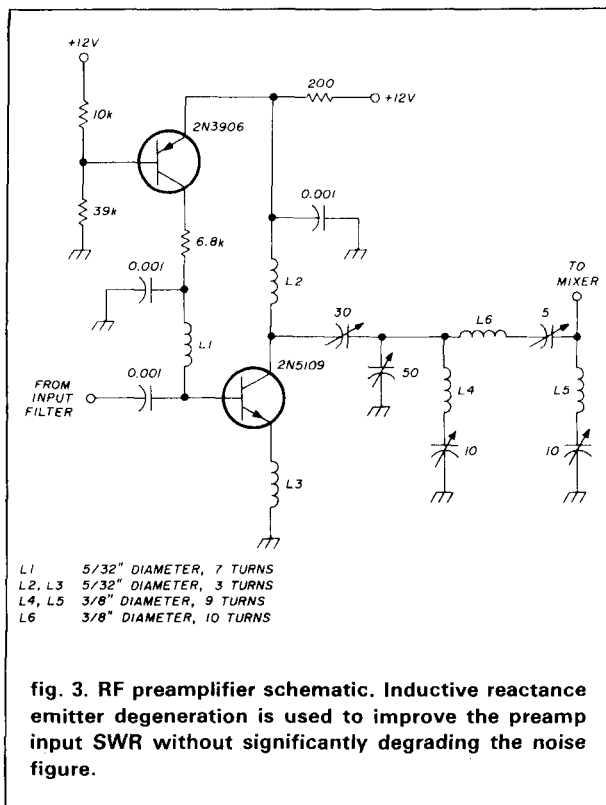 +12V
200
+12V
10k
2N3906
39k
0.001
6.8k
0.001
L2
TO
MIXER
30
L6
5
L1
2N5109
0.001
FROM
INPUT
FILTER
50
L4
L5
10
10
L3
L1 5/32" DIAMETER, 7 TURNS
L2, L3 5/32" DIAMETER, 3 TURNS
L4, L5 3/8" DIAMETER, 9 TURNS
L6 3/8" DIAMETER, 10 TURNS
fig. 3. RF preamplifier schematic. Inductive reactance
emitter degeneration is used to improve the preamp
input SWR without significantly degrading the noise
figure.